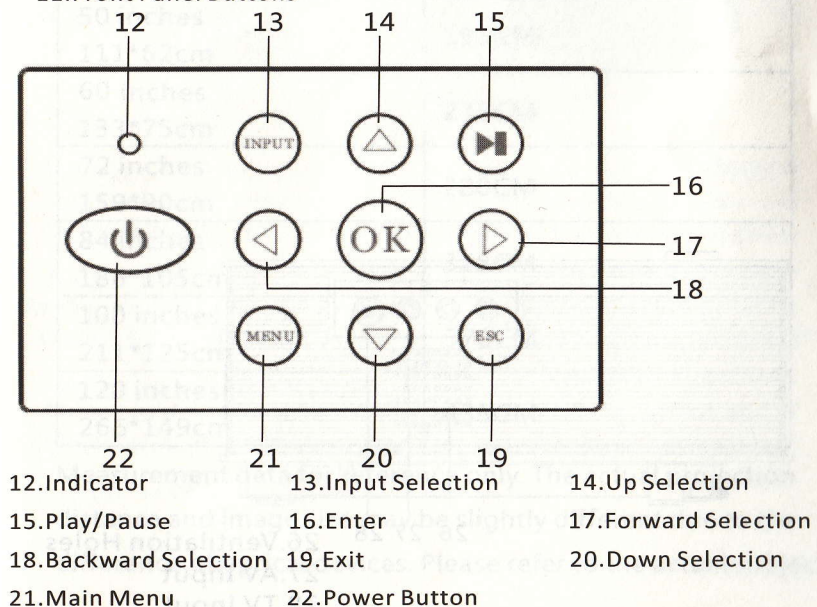 12 13 14 15
INPUT
16
OK
17
18
MENU ESC
22 21 20 19
12.Indicator 13.Input Selection 14.Up Selection
15.Play/Pause 16.Enter 17.Forward Selection
18.Backward Selection 19.Exit 20.Down Selection
21.Main Menu 22.Power Button